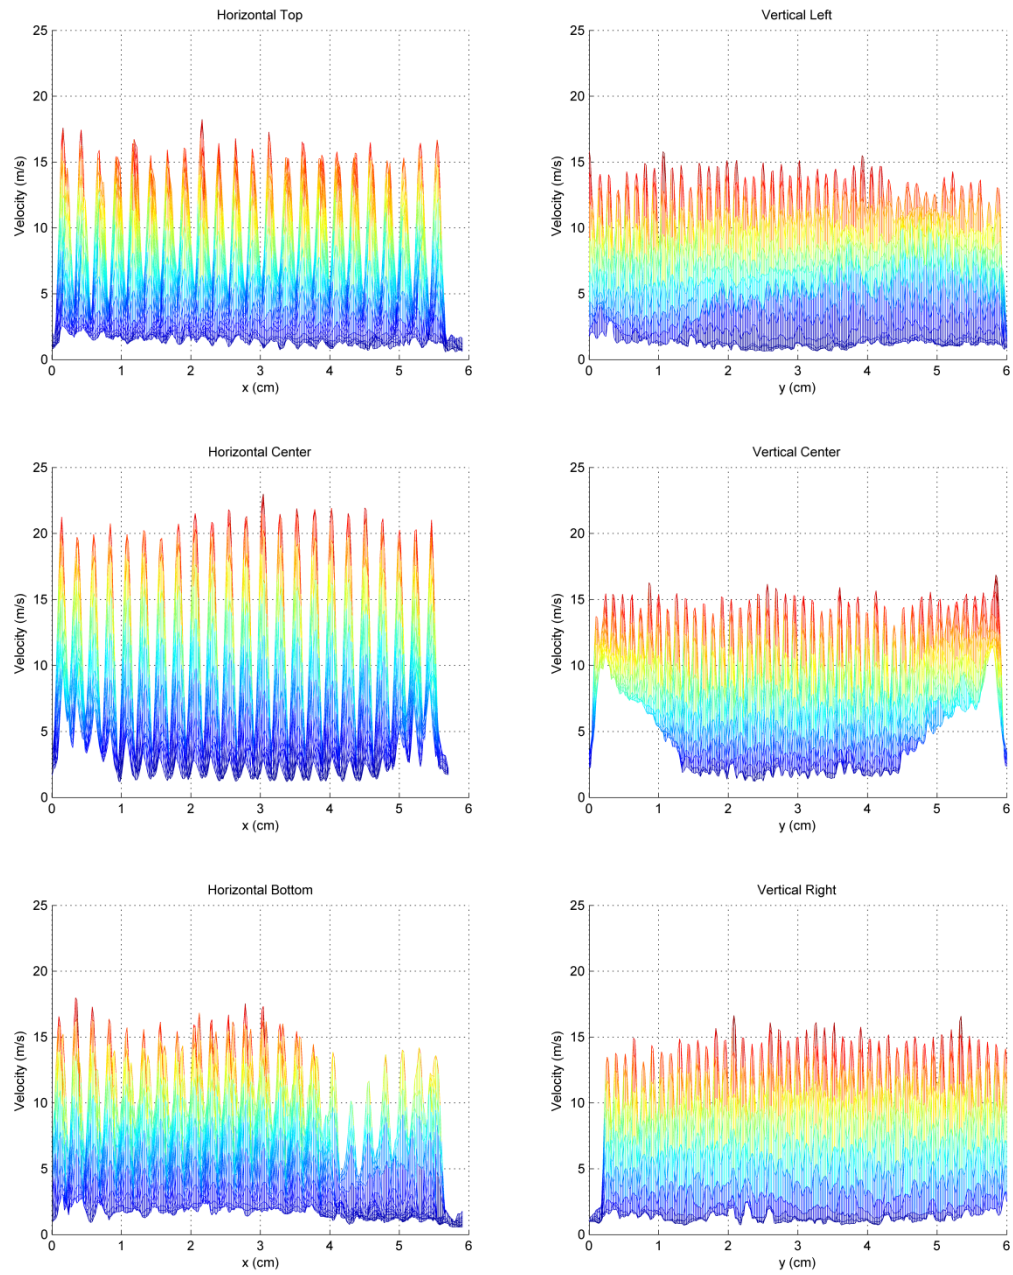 Horizontal Top
25
20
15
10
5
0
Velocity (m/s)
0 1 2 3 4 5 6
x (cm)
Vertical Left
25
20
15
10
5
0
Velocity (m/s)
0 1 2 3 4 5 6
y (cm)
Horizontal Center
25
20
15
10
5
0
Velocity (m/s)
0 1 2 3 4 5 6
x (cm)
Vertical Center
25
20
15
10
5
0
Velocity (m/s)
0 1 2 3 4 5 6
y (cm)
Horizontal Bottom
25
20
15
10
5
0
Velocity (m/s)
0 1 2 3 4 5 6
x (cm)
Vertical Right
25
20
15
10
5
0
Velocity (m/s)
0 1 2 3 4 5 6
y (cm)